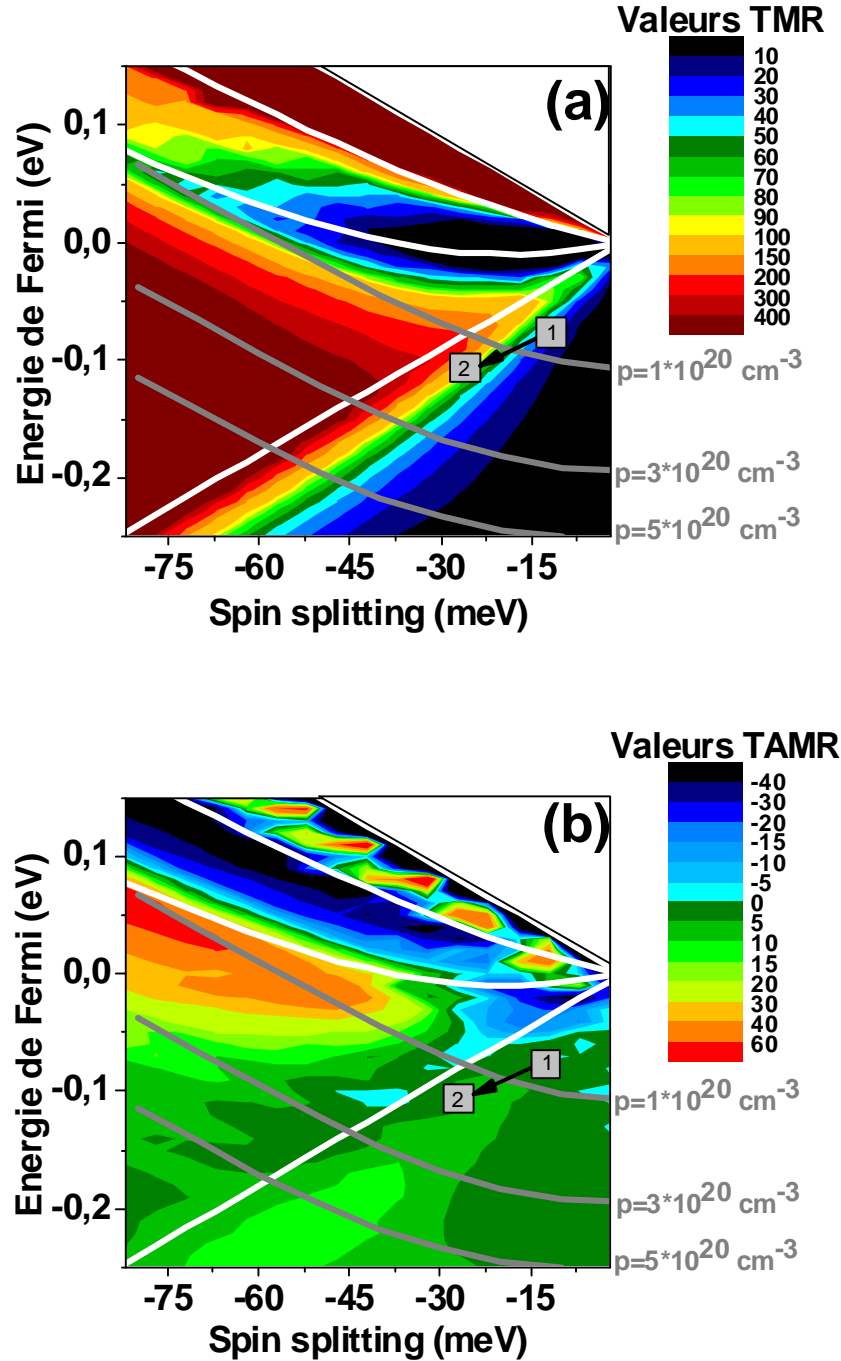 Valeurs TMR
(a)
10
20
30
40
50
60
70
80
90
100
150
200
300
400
0,1
0,0
-0,1
-0,2
Energie de Fermi (eV)
1
2
p=1*10^20 cm^-3
p=3*10^20 cm^-3
p=5*10^20 cm^-3
-75 -60 -45 -30 -15
Spin splitting (meV)
Valeurs TAMR
(b)
-40
-30
-20
-15
-10
-5
0
5
10
15
20
30
40
60
0,1
0,0
-0,1
-0,2
Energie de Fermi (eV)
1
2
p=1*10^20 cm^-3
p=3*10^20 cm^-3
p=5*10^20 cm^-3
-75 -60 -45 -30 -15
Spin splitting (meV)